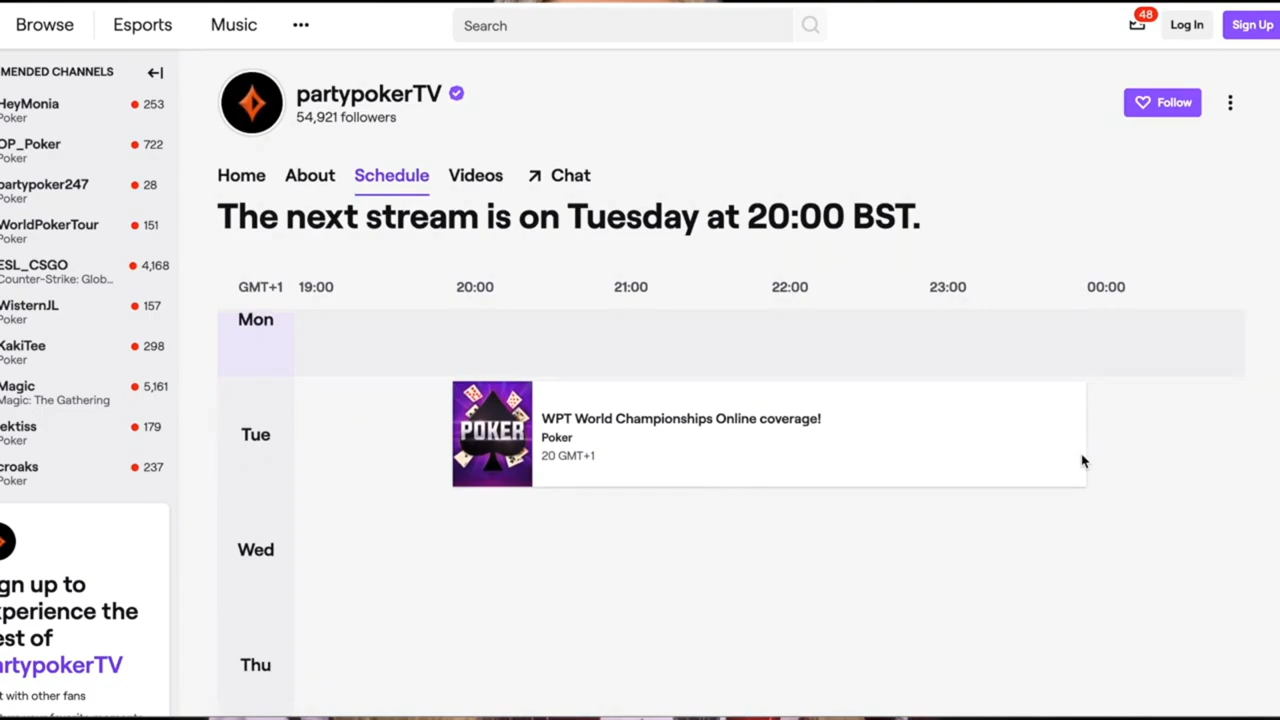 Browse
Esports
Music
Search
48
Log In
Sign Up
MENDED CHANNELS
HeyMonia
253
Poker
OP_Poker
722
Poker
partypoker247
28
Poker
WorldPokerTour
151
Poker
ESL_CSGO
4,168
Counter-Strike: Glob...
WisternJL
157
Poker
KakiTee
298
Poker
Magic
5,161
Magic: The Gathering
ektiss
179
Poker
croaks
237
Poker
gn up to
xperience the
est of
artypokerTV
t with other fans
partypokerTV
54,921 followers
Follow
Home
About
Schedule
Videos
Chat
The next stream is on Tuesday at 20:00 BST.
GMT+1
19:00
20:00
21:00
22:00
23:00
00:00
Mon
Tue
POKER
WPT World Championships Online coverage!
Poker
20 GMT+1
Wed
Thu